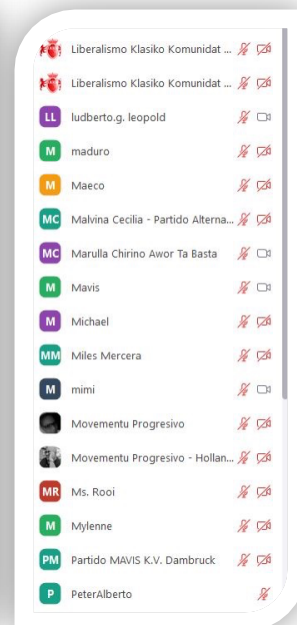 Liberalismo Klasiko Komunidat ...
Liberalismo Klasiko Komunidat ...
LL ludberto.g. leopold
M maduro
M Maeco
MC Malvina Cecilia - Partido Alterna...
MC Marulla Chirino Awor Ta Basta
M Mavis
M Michael
MM Miles Mercera
M mimi
Movementu Progresivo
Movementu Progresivo - Hollan...
MR Ms. Rooi
M Mylenne
PM Partido MAVIS K.V. Dambruck
P PeterAlberto